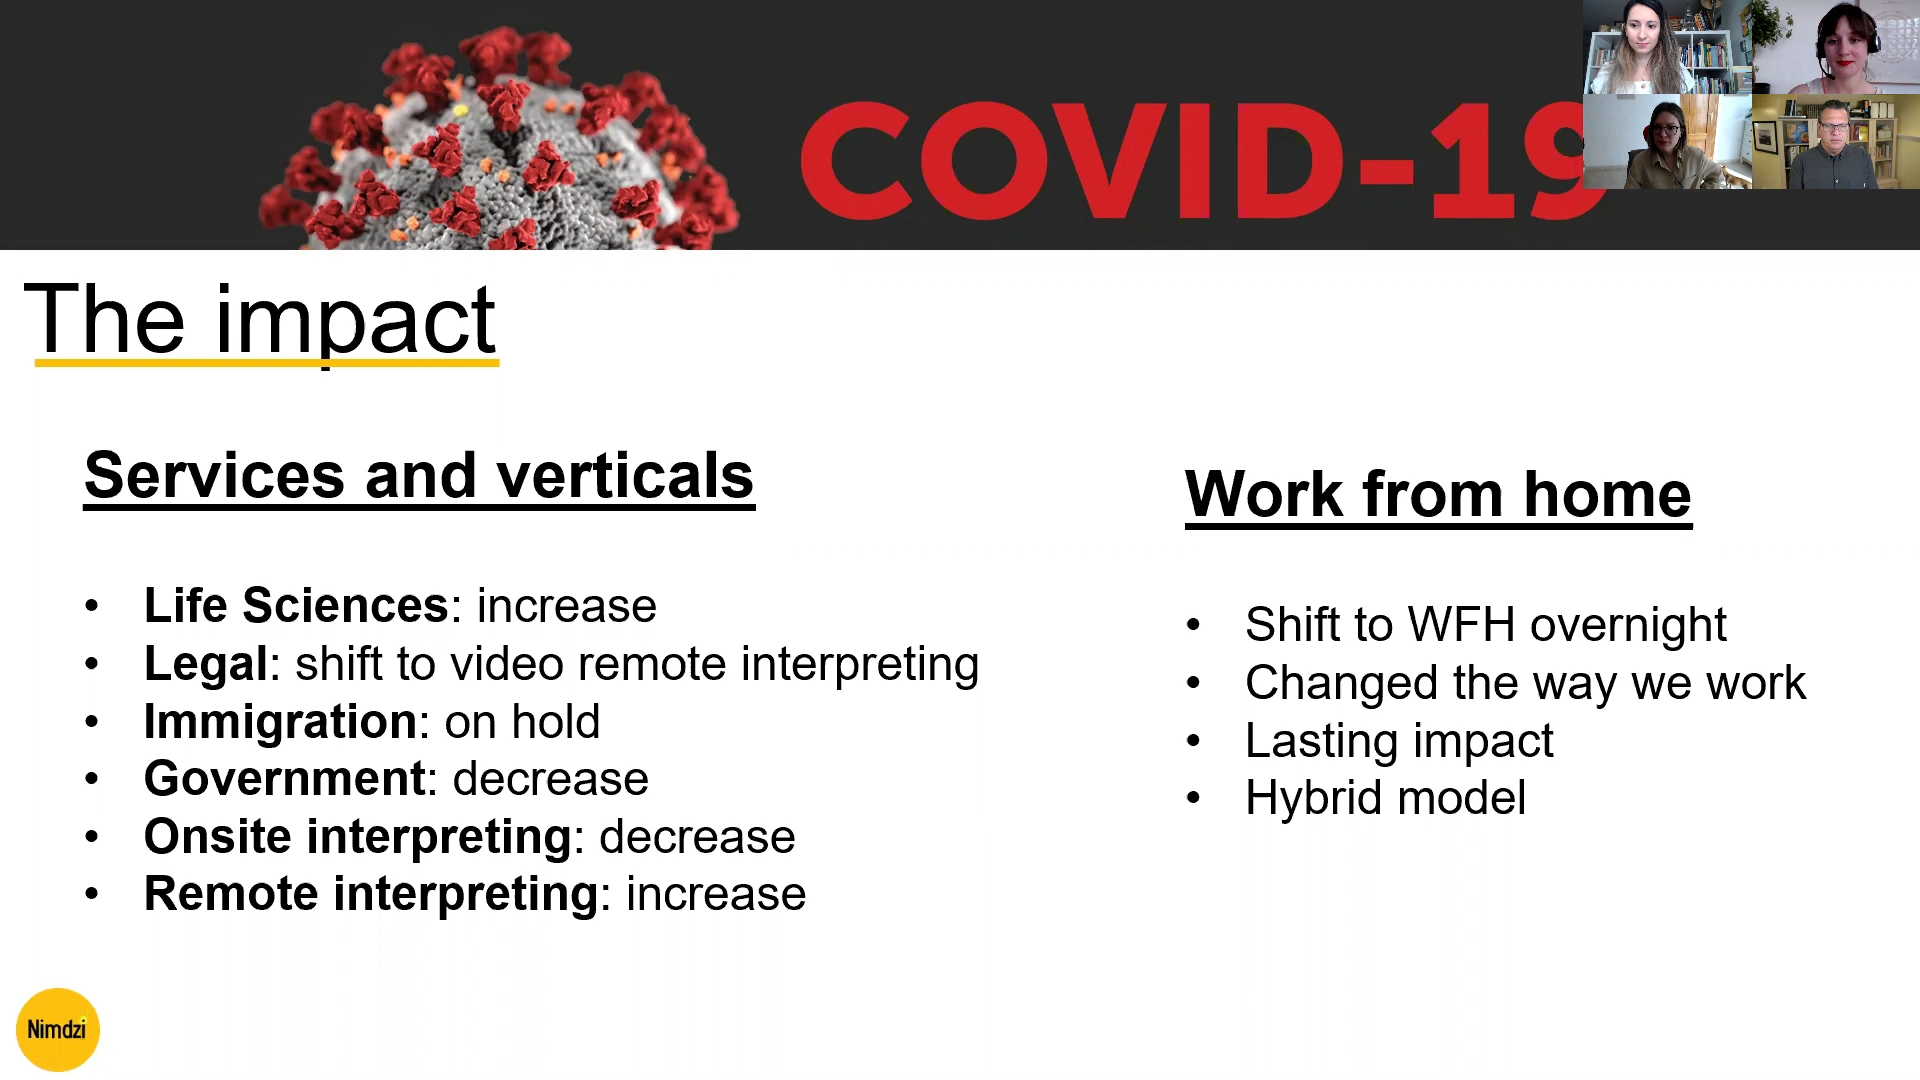 COVID-19
The impact
Services and verticals
• Life Sciences: increase
• Legal: shift to video remote interpreting
• Immigration: on hold
• Government: decrease
• Onsite interpreting: decrease
• Remote interpreting: increase
Work from home
• Shift to WFH overnight
• Changed the way we work
• Lasting impact
• Hybrid model
Nimdzi